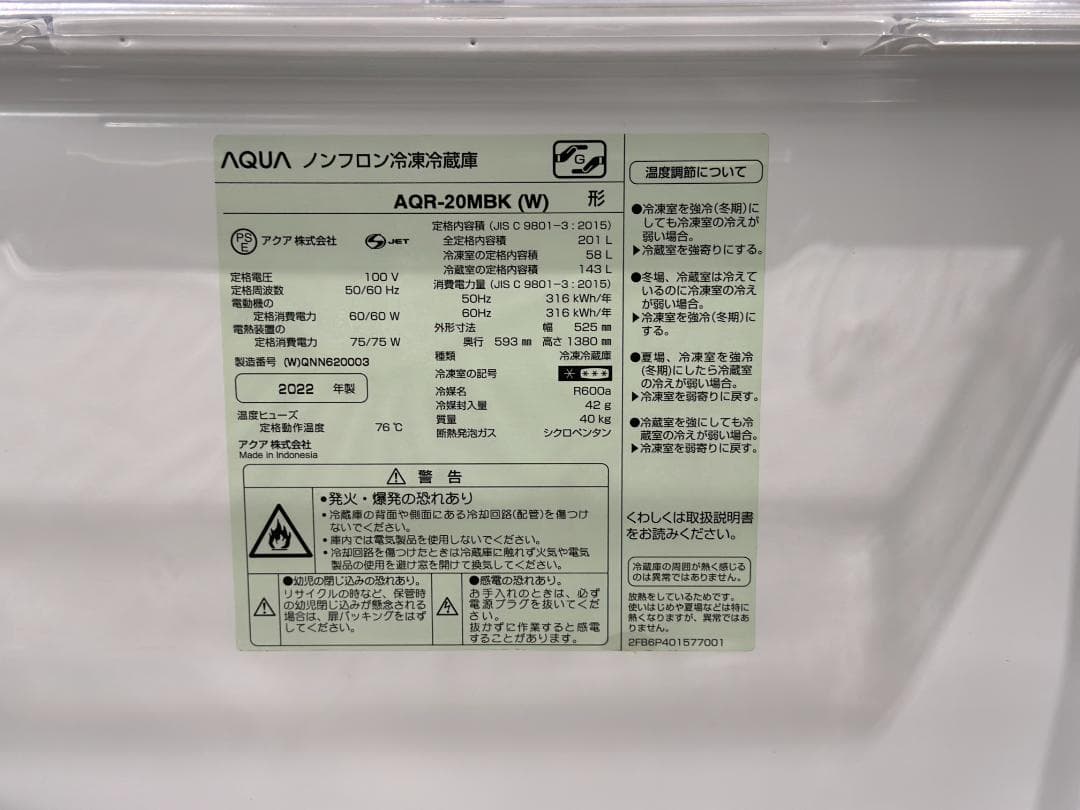 AQUA ノンフロン冷凍冷蔵庫
G
AQR-20MBK (W) 形
PS
E
アクア株式会社
JET
定格電圧 100 V
定格周波数 50/60 Hz
電動機の
定格消費電力 60/60 W
電熱装置の
定格消費電力 75/75 W
製造番号 (W)QNN620003
2022 年製
温度ヒューズ
定格動作温度 76 ℃
アクア株式会社
Made in Indonesia
定格内容積 (JIS C 9801-3 : 2015)
全定格内容積 201 L
冷凍室の定格内容積 58 L
冷蔵室の定格内容積 143 L
消費電力量 (JIS C 9801-3 : 2015)
50Hz 316 kWh/年
60Hz 316 kWh/年
外形寸法 幅 525 ㎜
奥行 593 ㎜ 高さ 1380 ㎜
種類 冷凍冷蔵庫
冷凍室の記号
冷媒名 R600a
冷媒封入量 42 g
質量 40 kg
断熱発泡ガス シクロペンタン
警 告
●発火・爆発の恐れあり
・冷蔵庫の背面や側面にある冷却回路(配管)を傷つけ
ないでください。
・庫内では電気製品を使用しないでください。
・冷却回路を傷つけたときは冷蔵庫に触れず火気や電気
製品の使用を避け窓を開けて換気してください。
●幼児の閉じ込みの恐れあり。
リサイクルの時など、保管時
の幼児閉じ込みが懸念される
場合は、扉パッキングをはず
してください。
●感電の恐れあり。
お手入れのときは、必ず
電源プラグを抜いてくだ
さい。
抜かずに作業すると感電
することがあります。
温度調節について
●冷凍室を強冷(冬期)に
しても冷凍室の冷えが
弱い場合。
▶冷蔵室を強寄りにする。
●冬場、冷蔵室は冷えて
いるのに冷凍室の冷え
が弱い場合。
▶冷凍室を強冷(冬期)に
する。
●夏場、冷凍室を強冷
(冬期)にしたら冷蔵室
の冷えが弱い場合。
▶冷凍室を弱寄りに戻す。
●冷蔵室を強にしても冷
蔵室の冷えが弱い場合。
▶冷凍室を弱寄りに戻す。
くわしくは取扱説明書
をお読みください。
冷蔵庫の周囲が熱く感じる
のは異常ではありません。
放熱をしているためです。
使いはじめや夏場などは特に
熱くなりますが、異常ではあ
りません。
2FB6P401577001